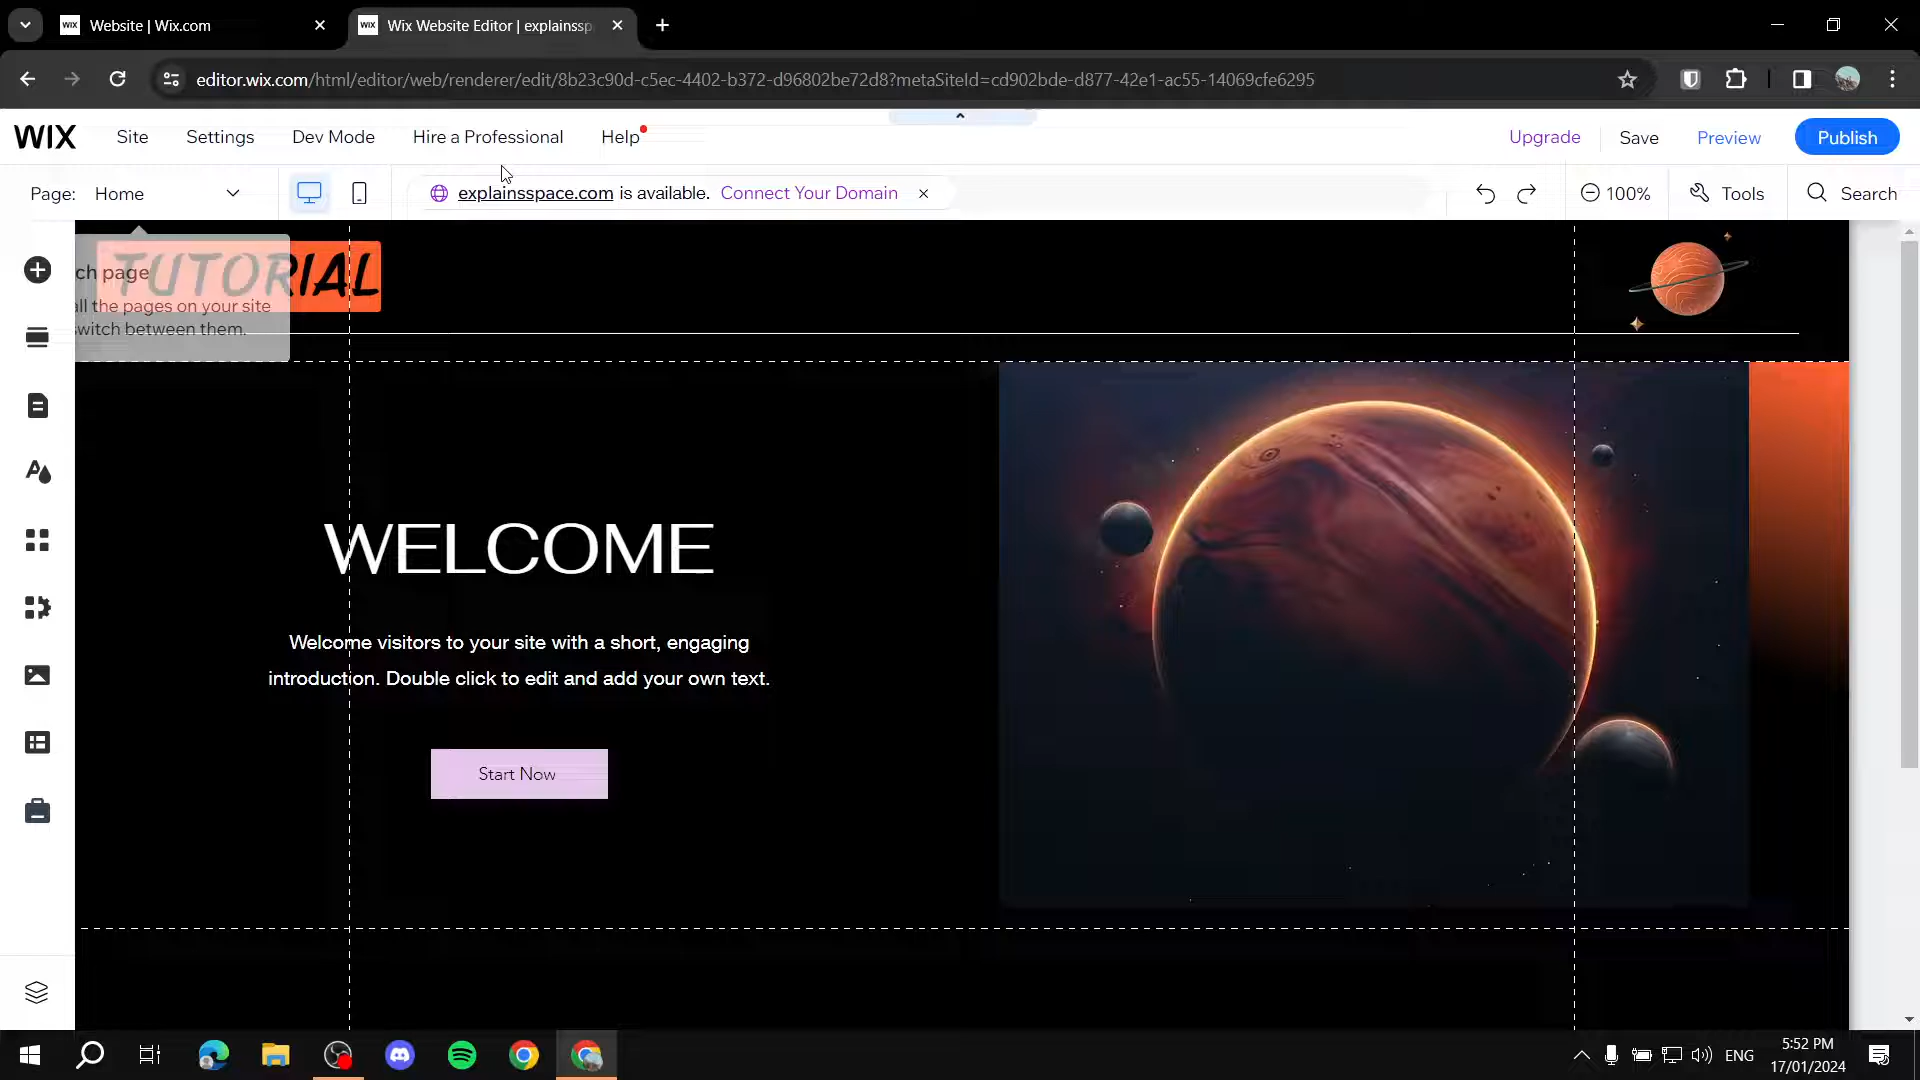 WIX
Website | Wix.com
WIX
Wix Website Editor | explainssp
editor.wix.com/html/editor/web/renderer/edit/8b23c90d-c5ec-4402-b372-d96802be72d8?metaSiteId=cd902bde-d877-42e1-ac55-14069cfe6295
WIX
Site
Settings
Dev Mode
Hire a Professional
Help
Upgrade
Save
Preview
Publish
Page:
Home
explainsspace.com is available.
Connect Your Domain
100%
Tools
Search
TUTORIAL
ch page
all the pages on your site
switch between them.
WELCOME
Welcome visitors to your site with a short, engaging
introduction. Double click to edit and add your own text.
Start Now
ENG
5:52 PM
17/01/2024